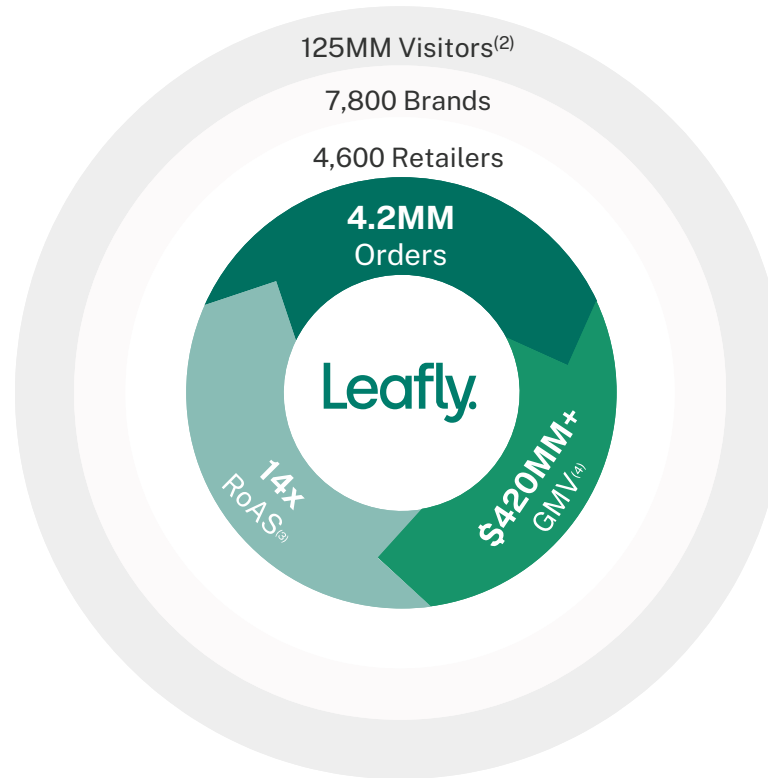 125MM Visitors(2)
7,800 Brands
4,600 Retailers
4.2MM
Orders
Leafly.
$420MM+
GMV(4)
14x
RoAS(3)